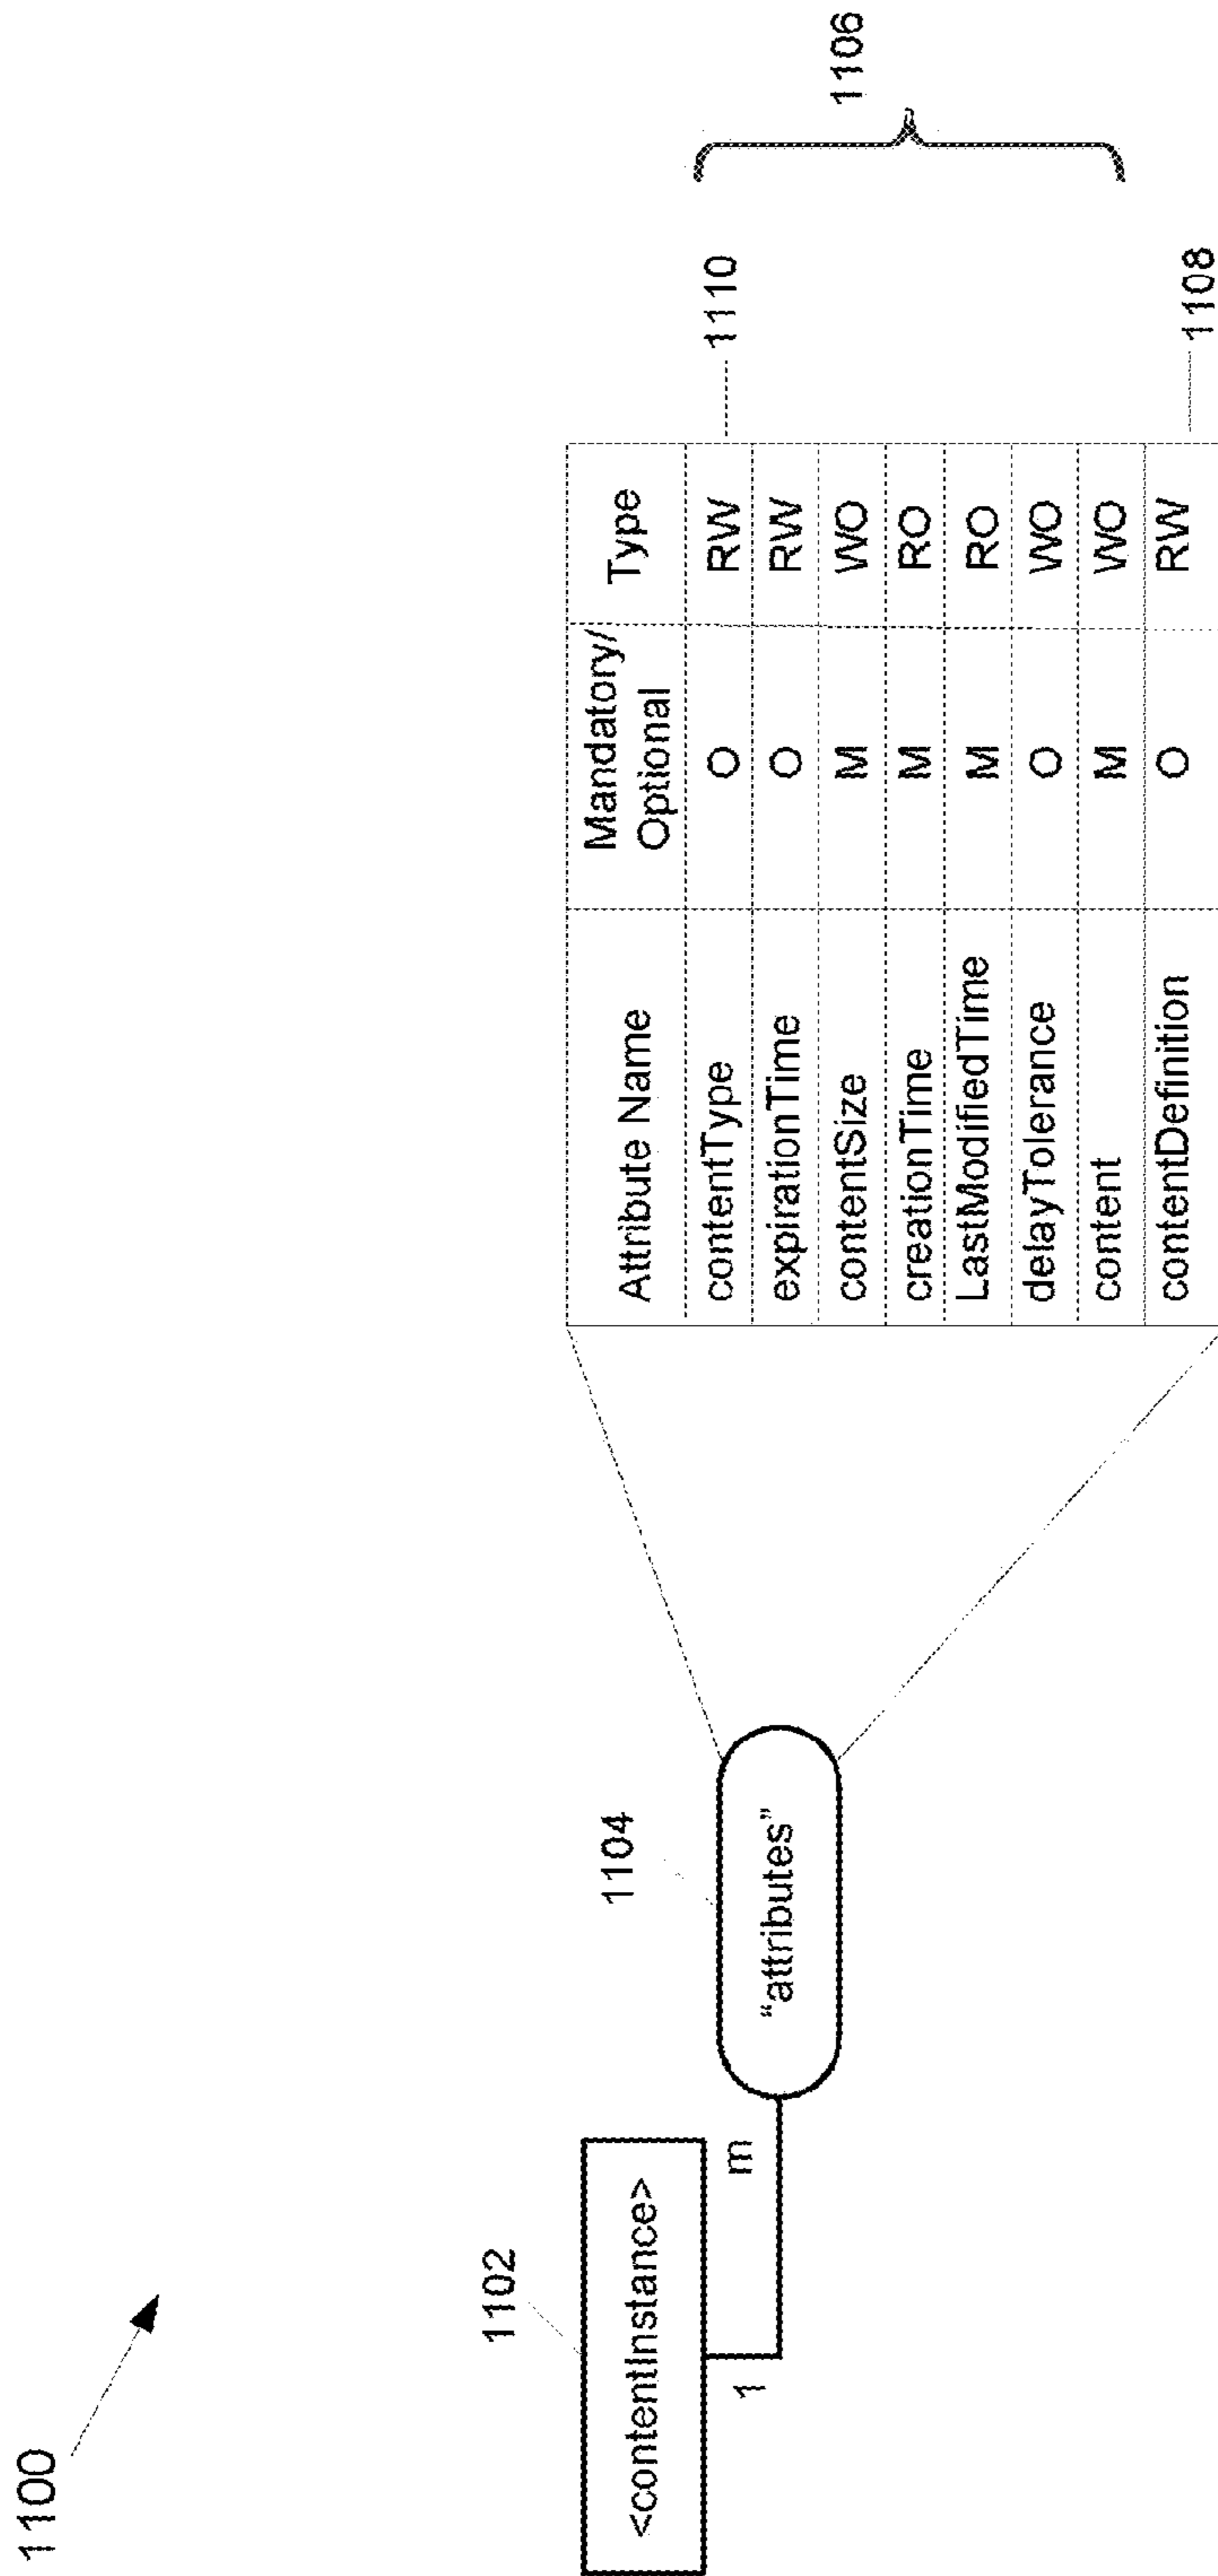 1100
1102
<contentInstance>
1
m
1104
“attributes”
Attribute Name Mandatory/ Type
Optional
contentType O RW 1110
expirationTime O RW
contentSize M WO
creationTime M RO
LastModifiedTime M RO
delayTolerance O WO
content M WO
contentDefinition O RW 1108
1106